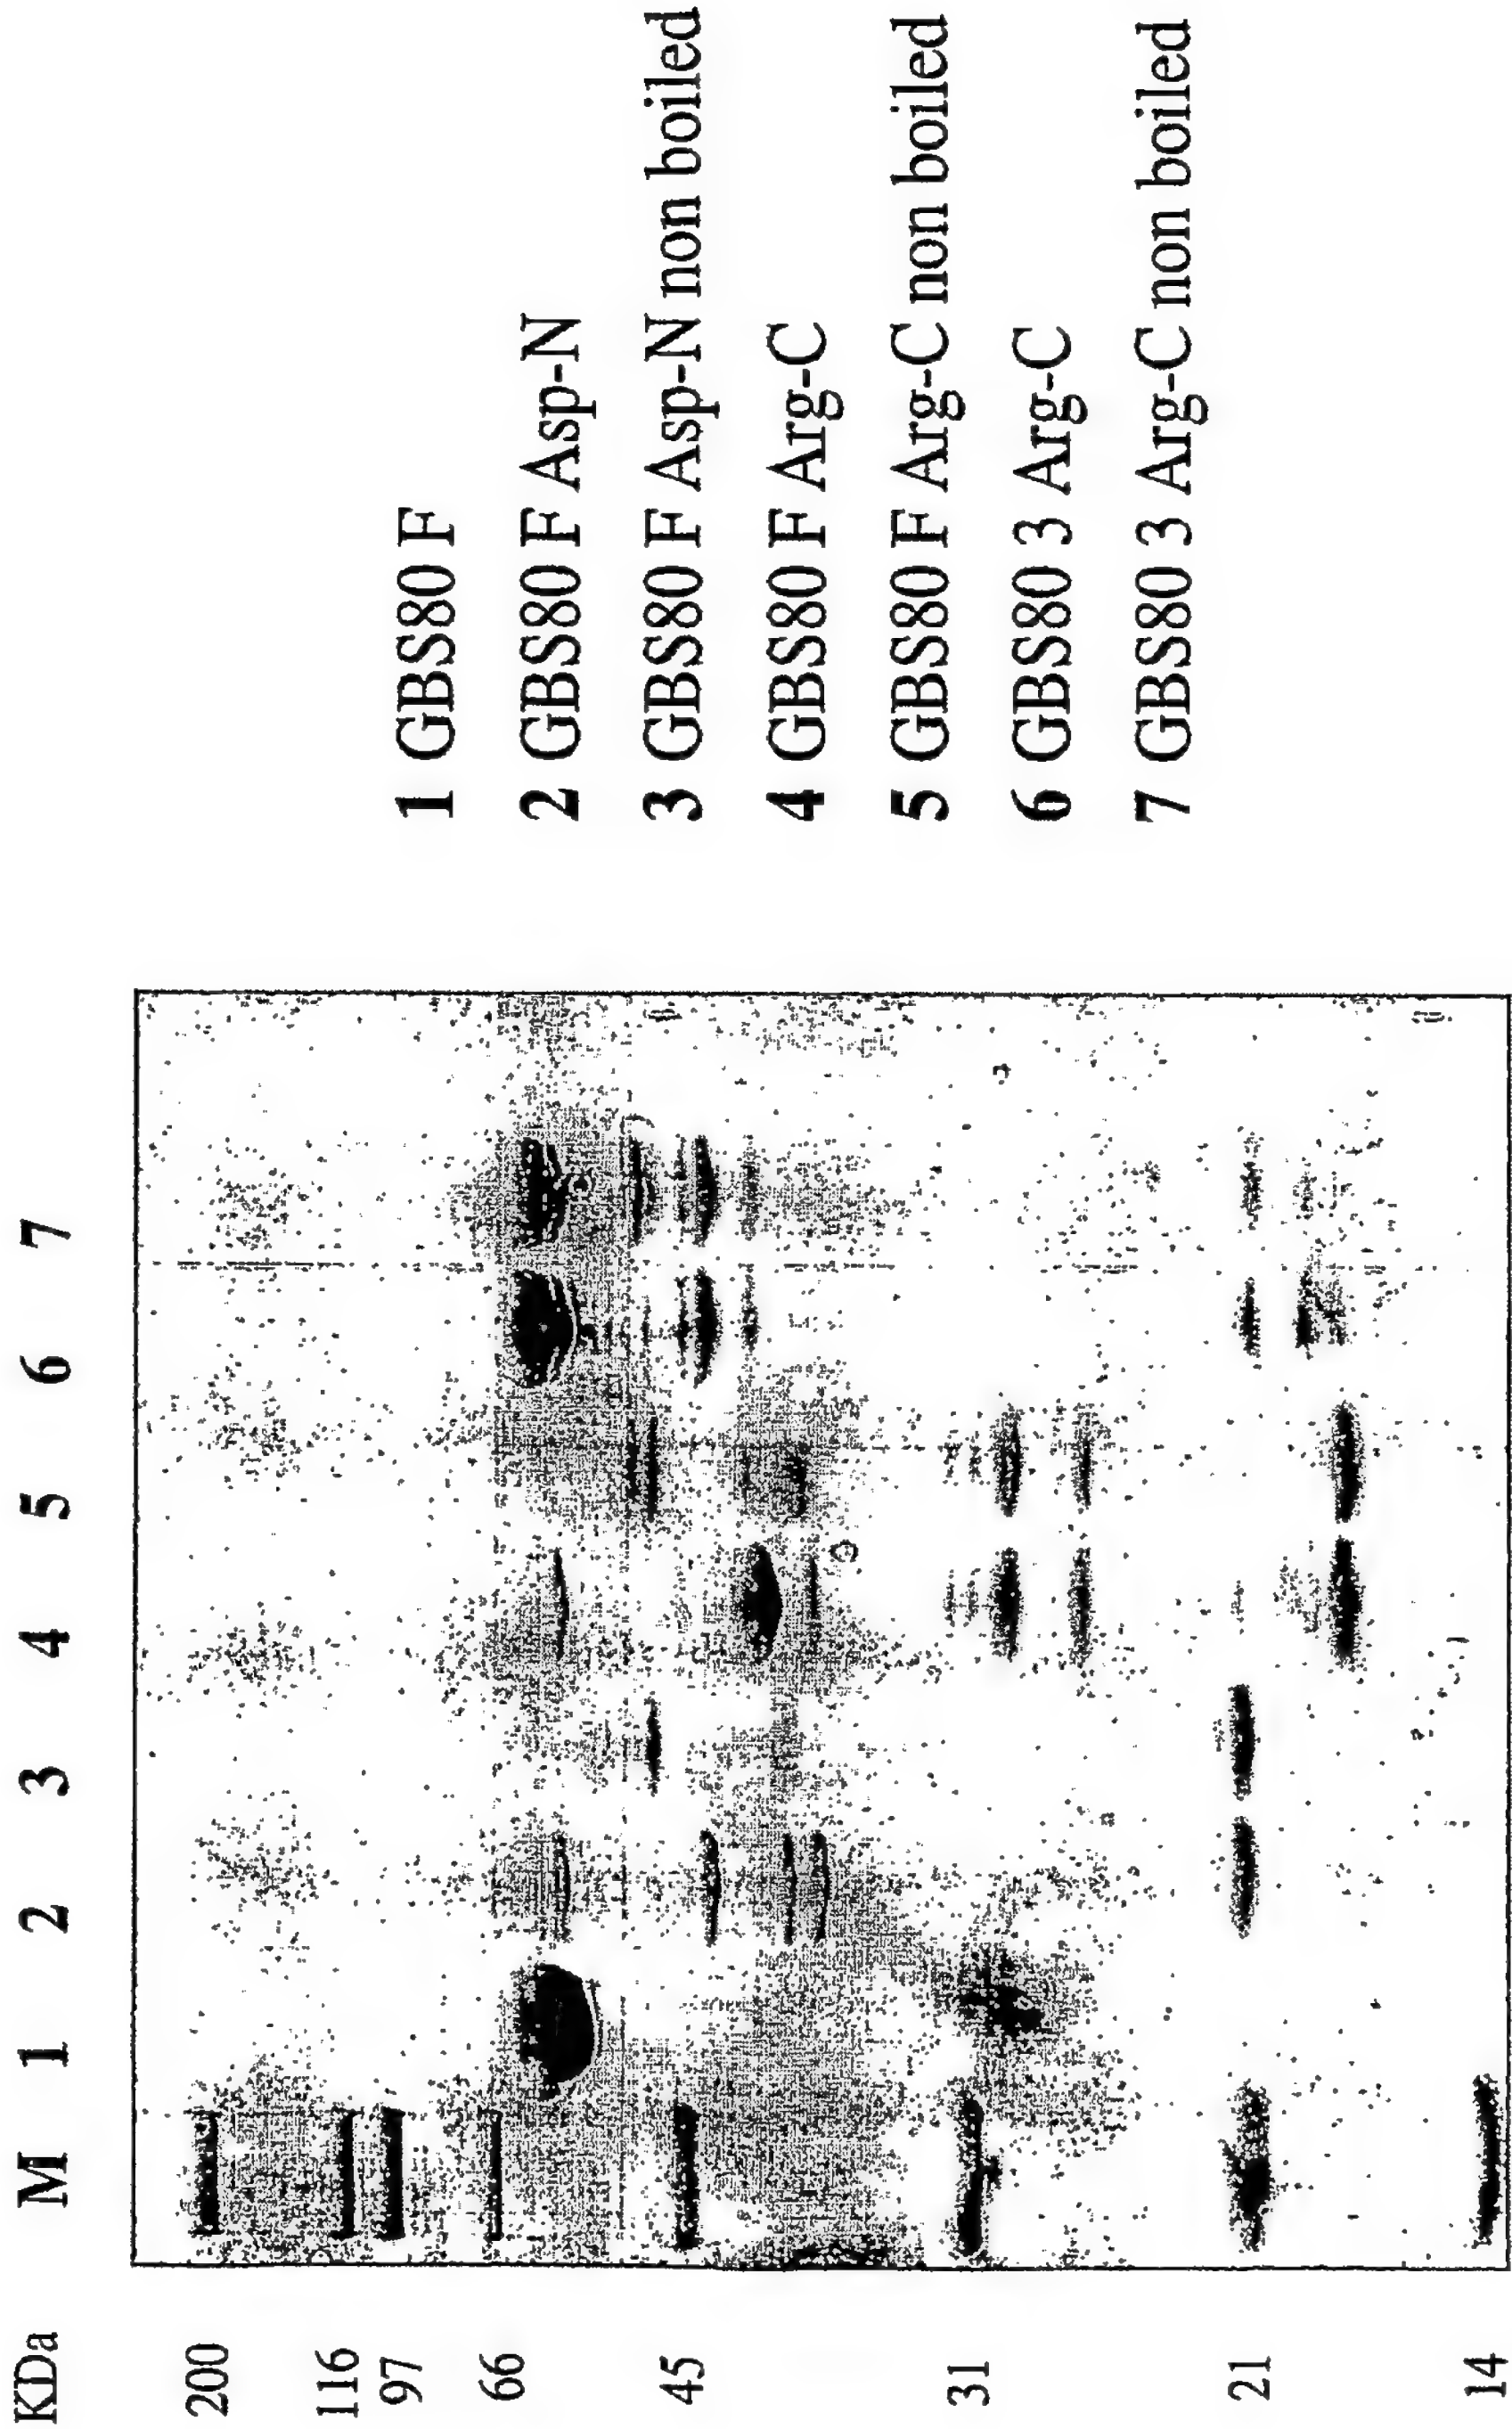 KDa M 1 2 3 4 5 6 7
200
116
97
66
45
31
21
14
1 GBS80 F
2 GBS80 F Asp-N
3 GBS80 F Asp-N non boiled
4 GBS80 F Arg-C
5 GBS80 F Arg-C non boiled
6 GBS80 3 Arg-C
7 GBS80 3 Arg-C non boiled